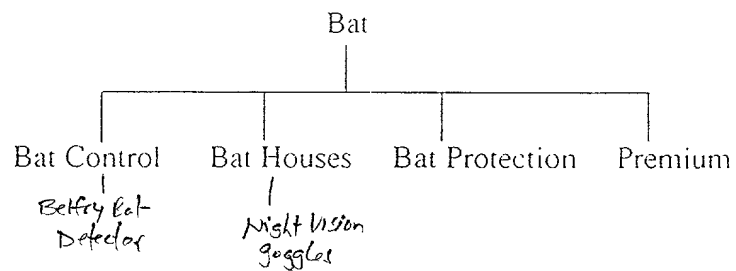 Bat
Bat Control Bat Houses Bat Protection Premium
Belfry Bat-
Detector
Night Vision
goggles